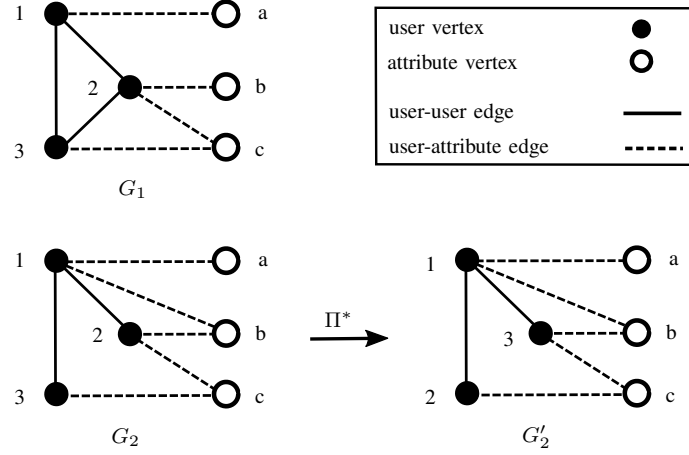 1 a
user vertex
attribute vertex
2 b
user-user edge
3 c
user-attribute edge
G₁
1 a
2 b
3 c
G₂
Π*
1 a
3 b
2 c
G₂′